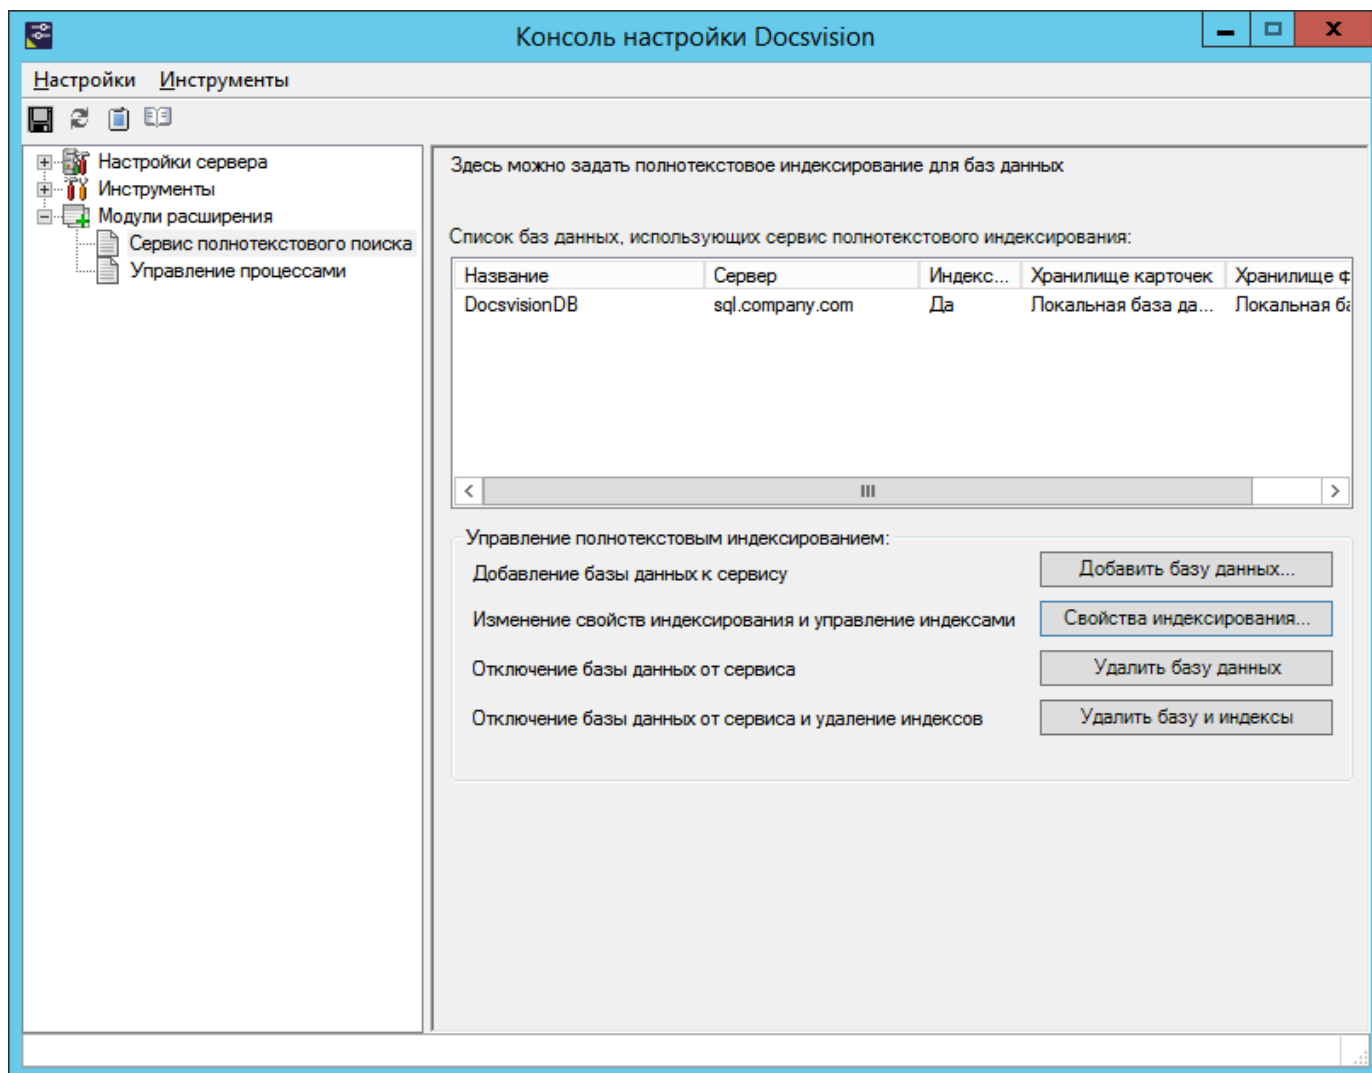 Консоль настройки Docsvision
Настройки Инструменты
Настройки сервера
Инструменты
Модули расширения
Сервис полнотекстового поиска
Управление процессами
Здесь можно задать полнотекстовое индексирование для баз данных
Список баз данных, использующих сервис полнотекстового индексирования:
Название Сервер Индекс... Хранилище карточек Хранилище ф
DocsvisionDB sql.company.com Да Локальная база да... Локальная ба
Управление полнотекстовым индексированием:
Добавление базы данных к сервису Добавить базу данных...
Изменение свойств индексирования и управление индексами Свойства индексирования...
Отключение базы данных от сервиса Удалить базу данных
Отключение базы данных от сервиса и удаление индексов Удалить базу и индексы